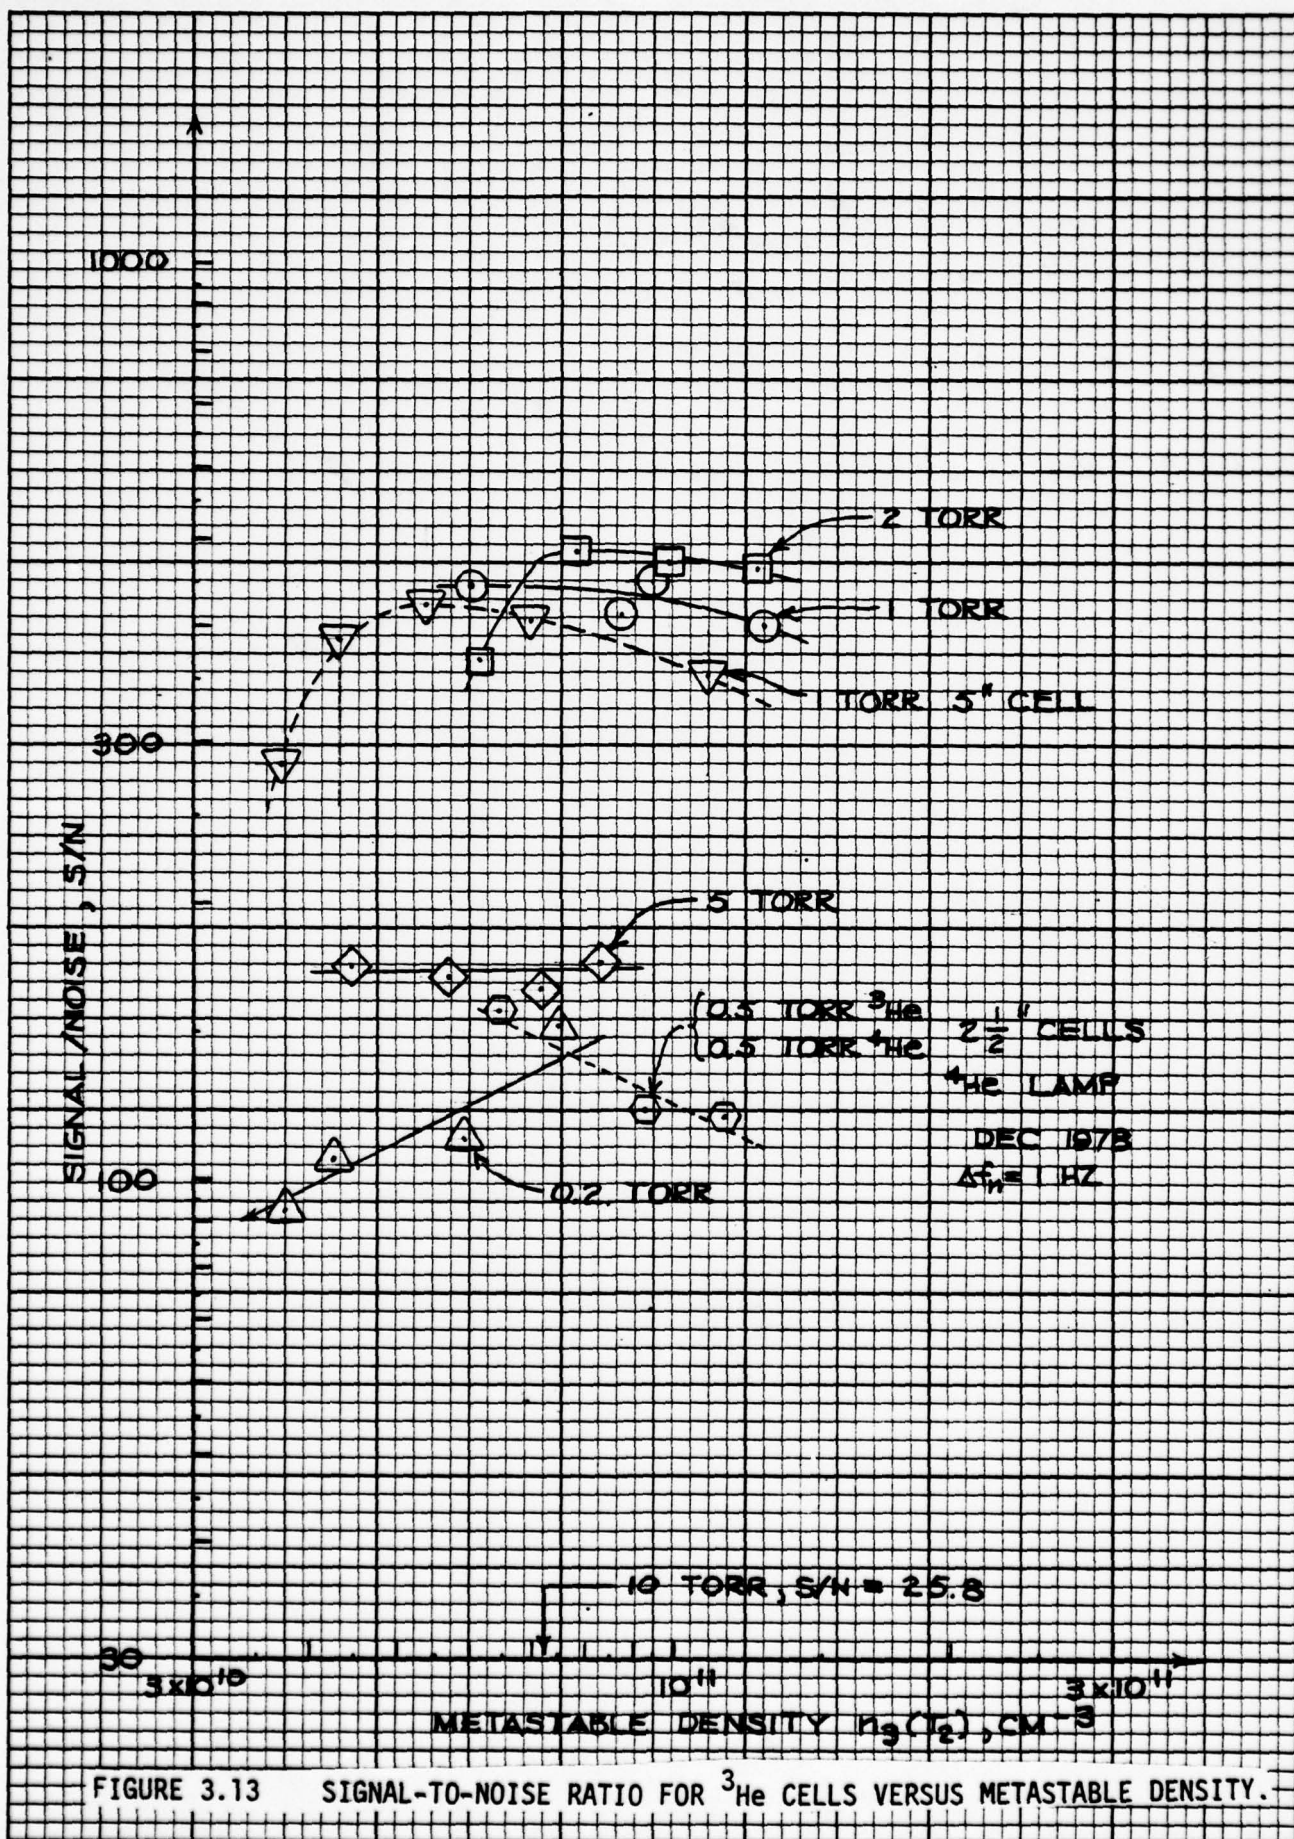 1000
2 TORR
1 TORR
1 TORR 5" CELL
300
SIGNAL/NOISE, S/N
5 TORR
0.5 TORR ³He
0.5 TORR ⁴He
2 1/2" CELLS
⁴He LAMP
DEC 1978
Δfₙ = 1 HZ
100
0.2 TORR
10 TORR, S/N = 25.8
30
3x10¹⁰
10¹¹
3x10¹¹
METASTABLE DENSITY n₃(T₂), CM⁻³
FIGURE 3.13 SIGNAL-TO-NOISE RATIO FOR ³He CELLS VERSUS METASTABLE DENSITY.